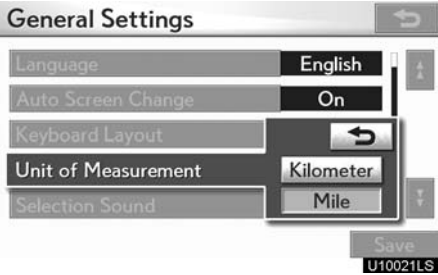 General Settings
Language English
Auto Screen Change On
Keyboard Layout
Unit of Measurement Kilometer
Mile
Selection Sound
Save
U10021LS